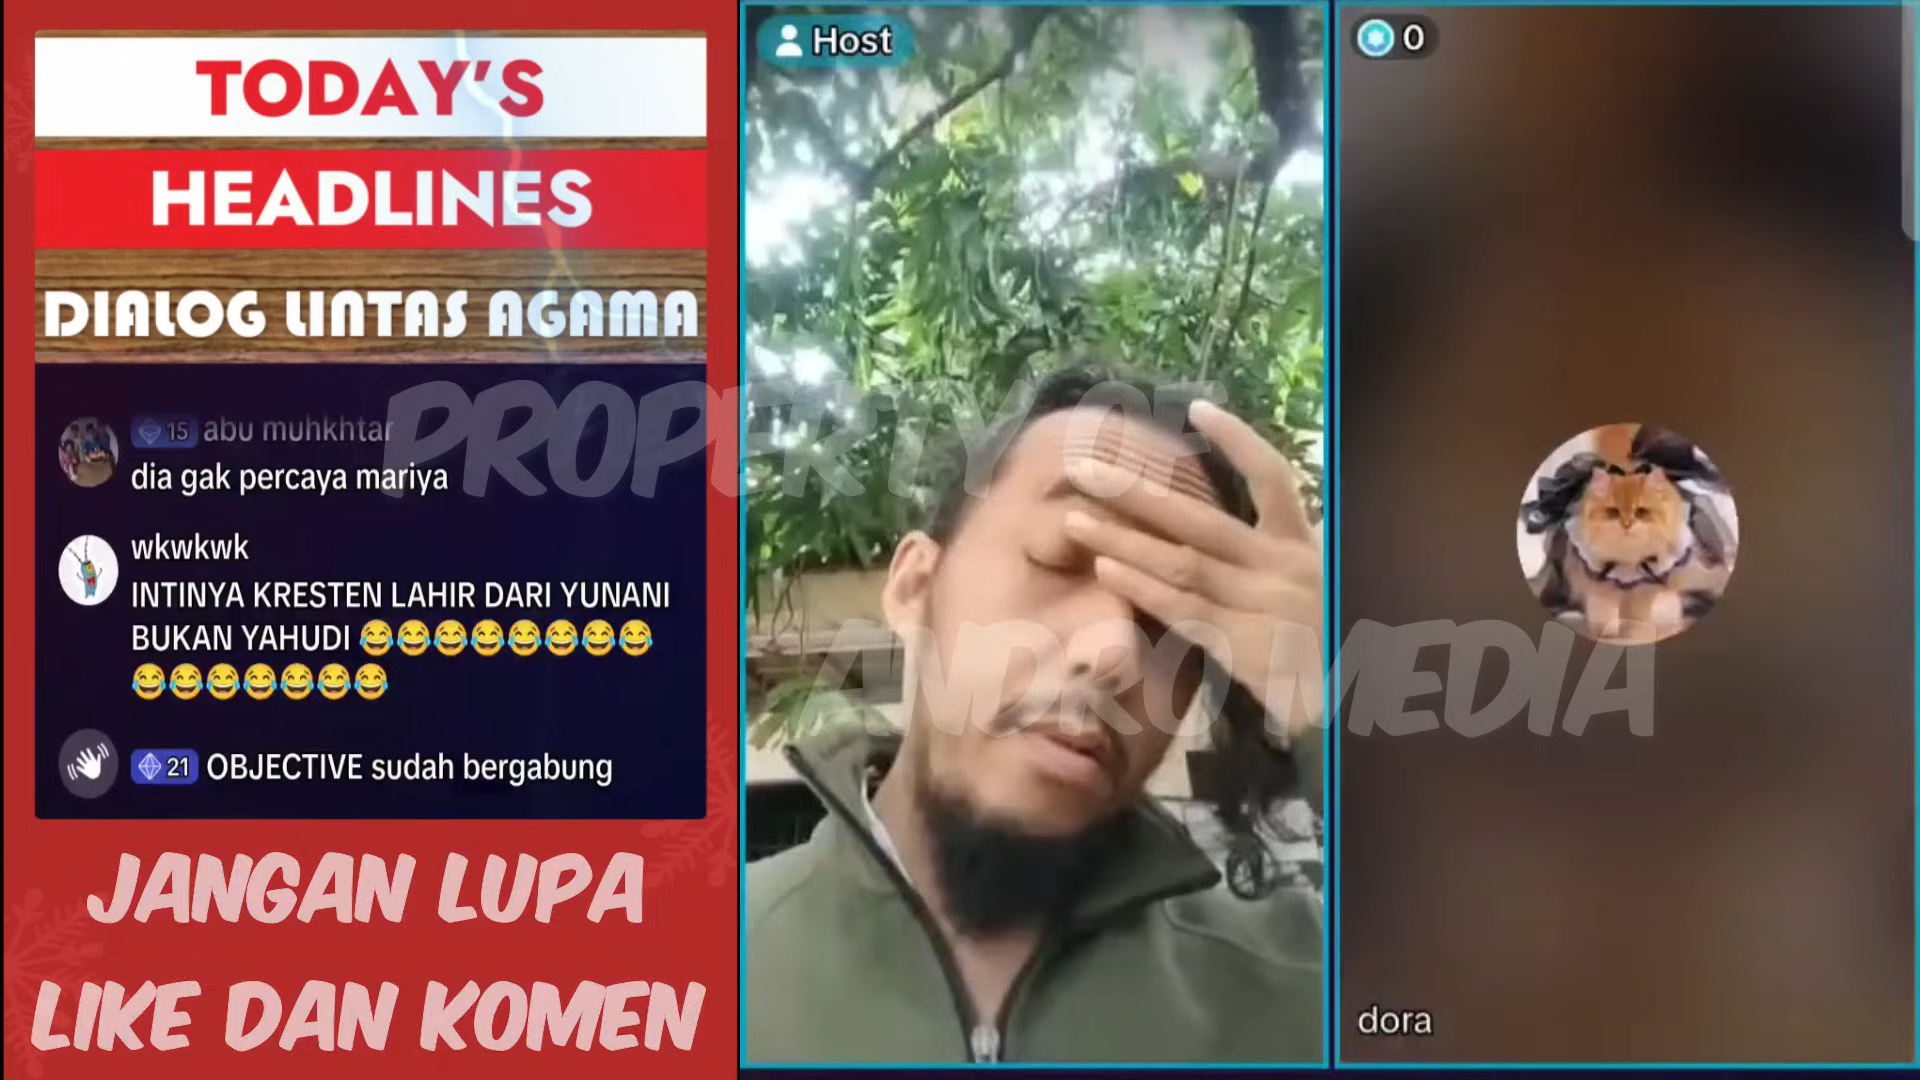 TODAY'S
HEADLINES
DIALOG LINTAS AGAMA
15 abu muhkhtar
dia gak percaya mariya
wkwkwk
INTINYA KRESTEN LAHIR DARI YUNANI
BUKAN YAHUDI 😂😂😂😂😂😂😂😂
😂😂😂😂😂😂😂
21 OBJECTIVE sudah bergabung
JANGAN LUPA
LIKE DAN KOMEN
Host
0
dora
PROPERTY OF
ANDRO MEDIA